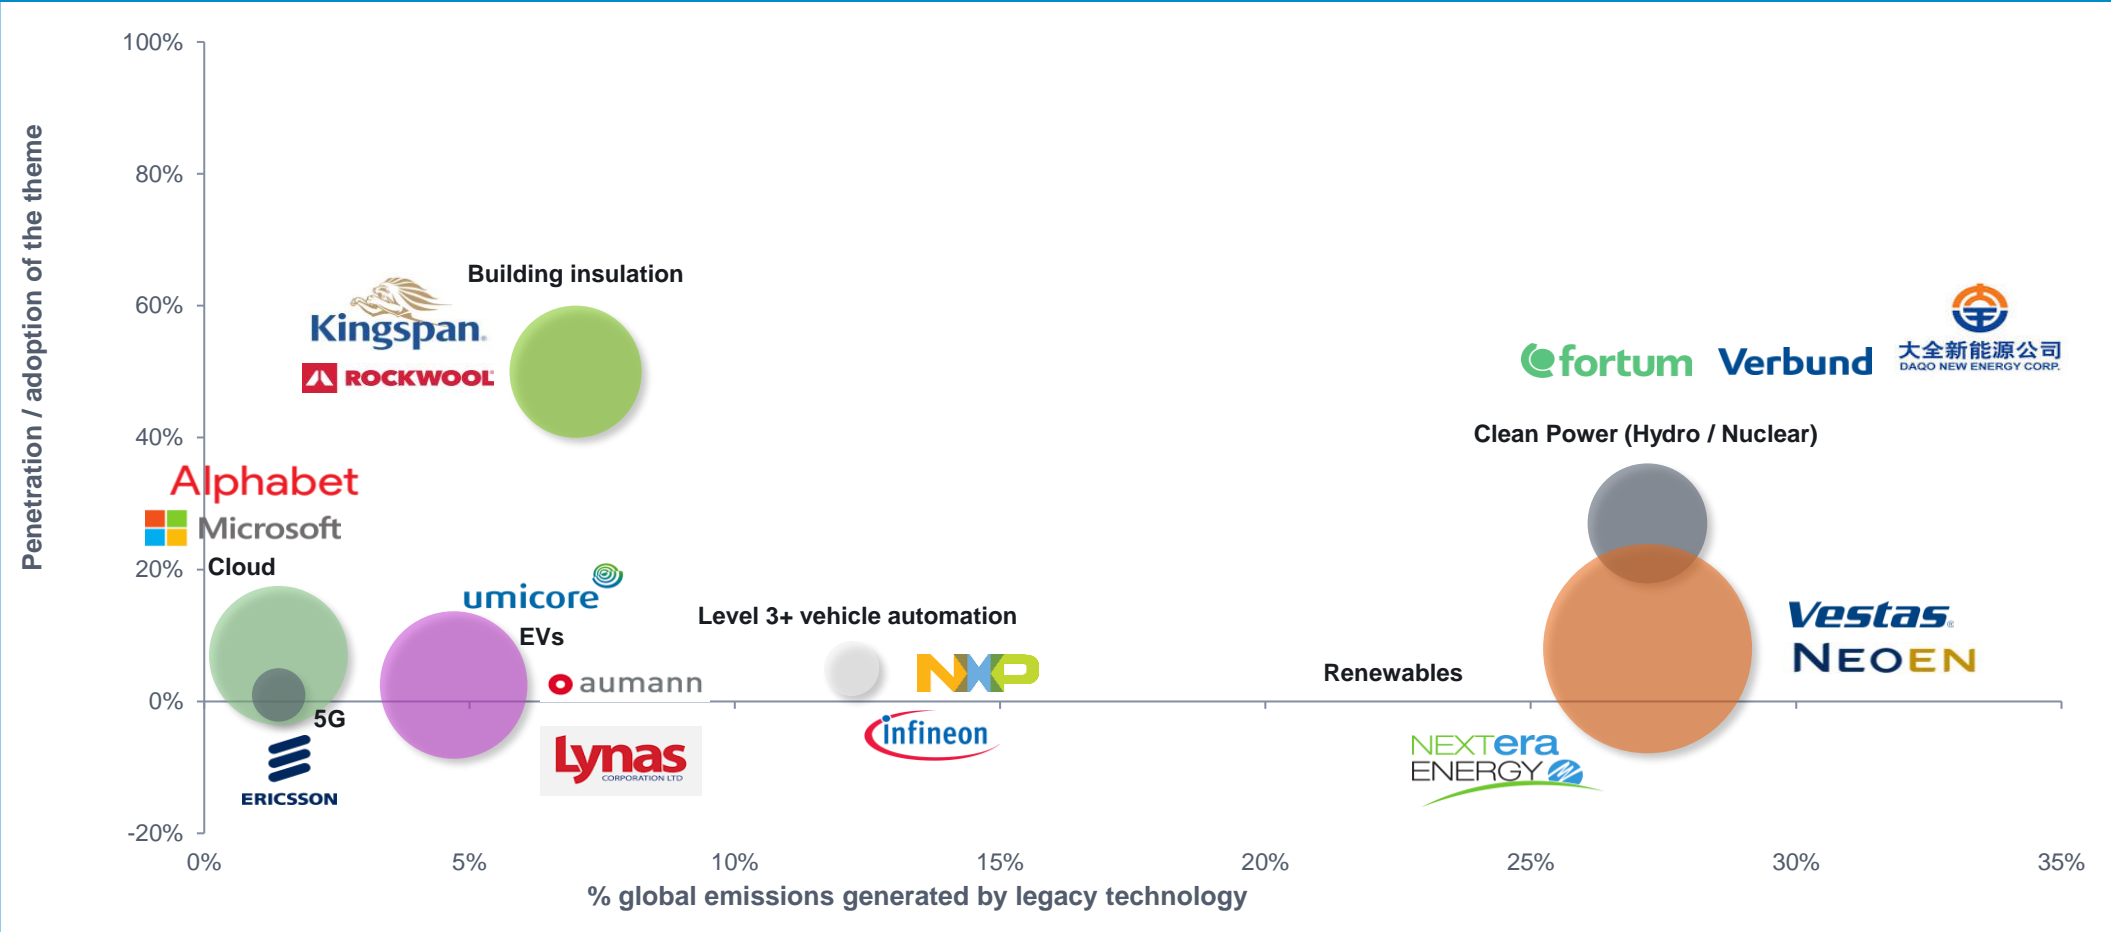 100%
80%
60%
40%
20%
0%
-20%
Penetration / adoption of the theme
Building insulation
Kingspan
ROCKWOOL
fortum
Verbund
大全新能源公司
DAQO NEW ENERGY CORP.
Clean Power (Hydro / Nuclear)
Alphabet
Microsoft
Cloud
umicore
EVs
Level 3+ vehicle automation
NXP
aumann
Renewables
Vestas®
NEOEN
5G
ERICSSON
Lynas
CORPORATION LTD
infineon
NEXTera
ENERGY
0%
5%
10%
15%
20%
25%
30%
35%
% global emissions generated by legacy technology